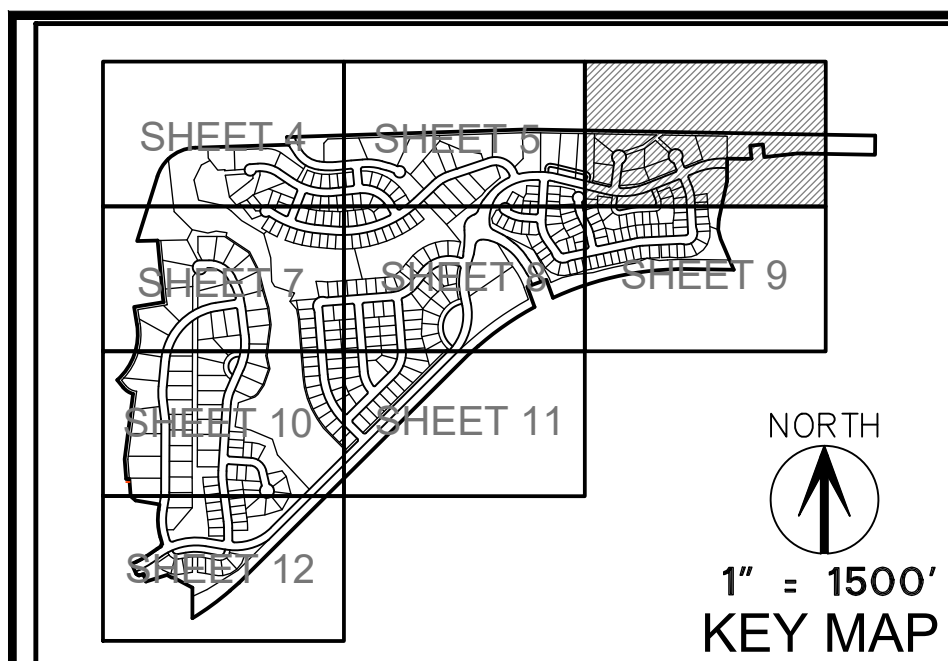 SHEET 4
SHEET 5
SHEET 7
SHEET 8
SHEET 9
SHEET 10
SHEET 11
SHEET 12
NORTH
1" = 1500'
KEY MAP